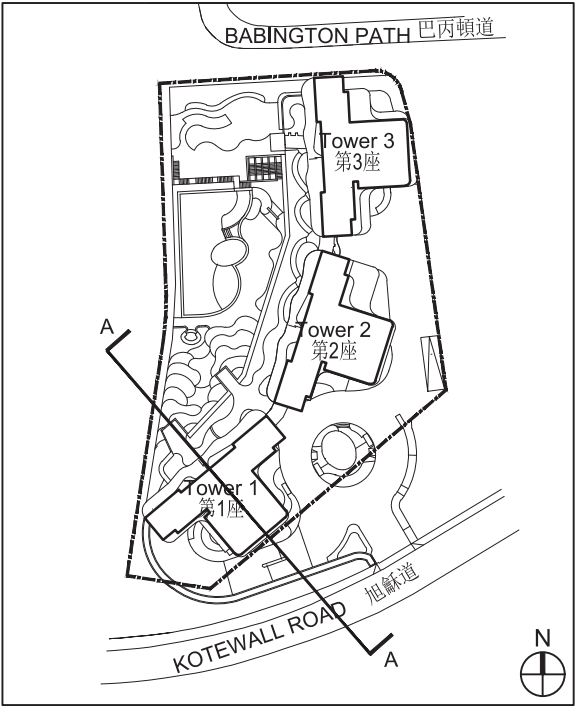 BABINGTON PATH 巴丙頓道
Tower 3
第3座
Tower 2
第2座
A
Tower 1
第1座
KOTEWALL ROAD 旭龢道
A
N